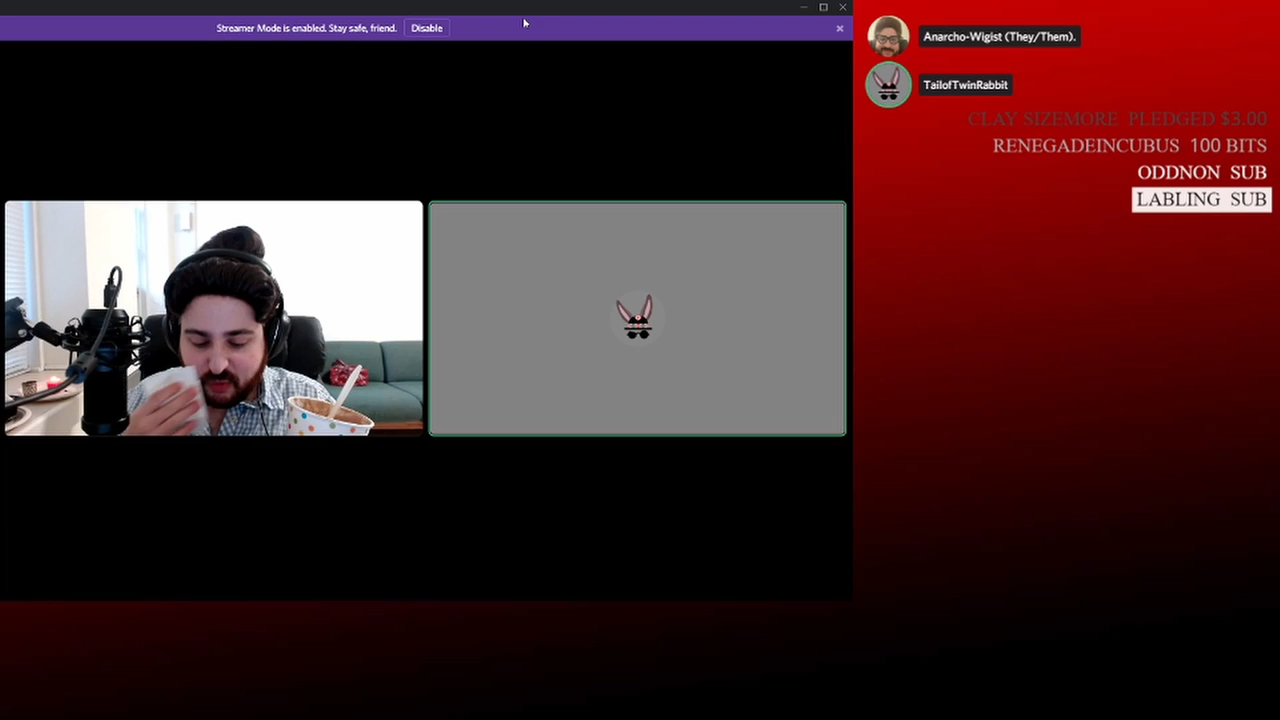 Streamer Mode is enabled. Stay safe, friend. Disable
Anarcho-Wigist (They/Them).
TailofTwinRabbit
CLAY SIZEMORE PLEDGED $3.00
RENEGADEINCUBUS 100 BITS
ODDNON SUB
LABLING SUB